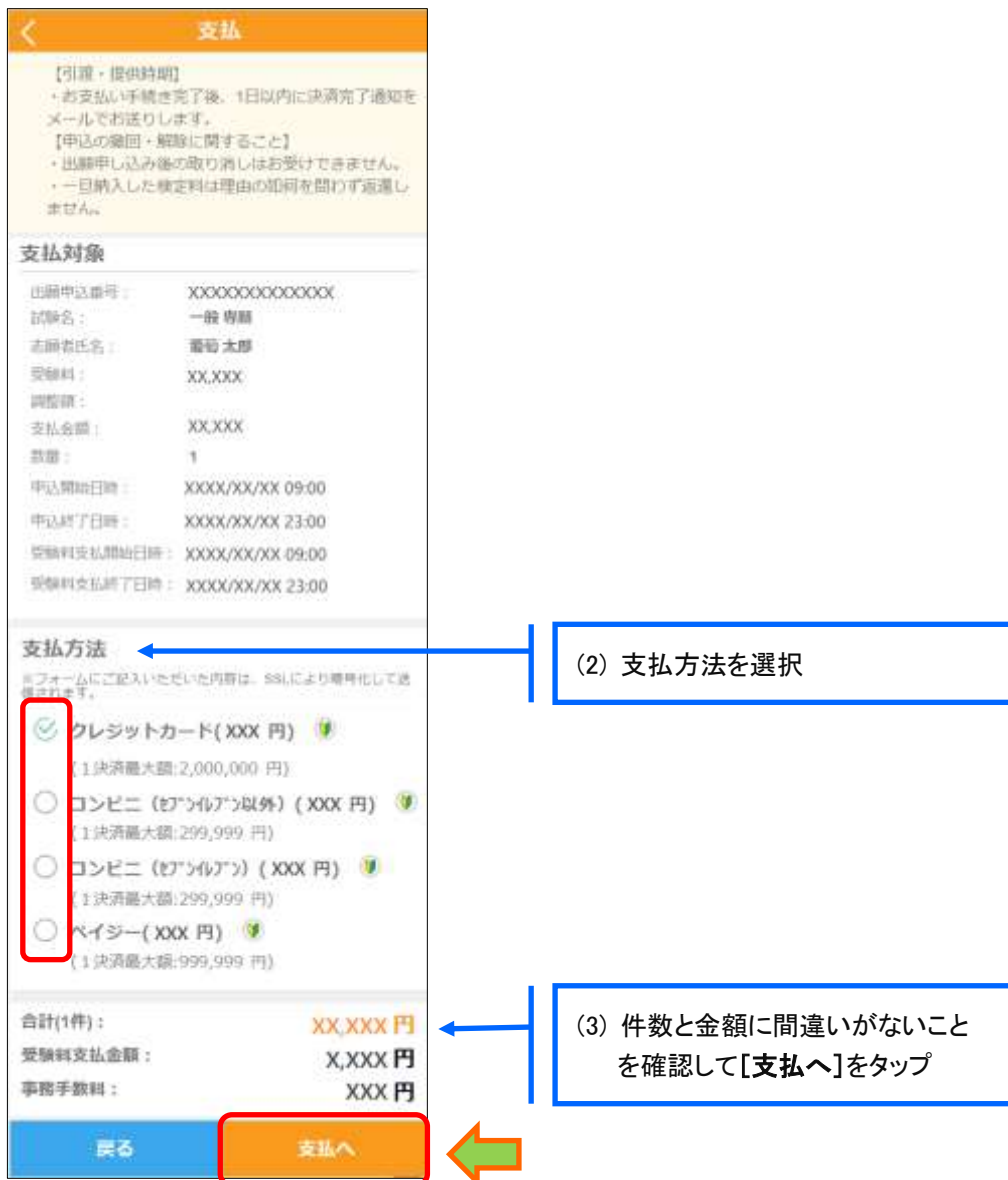 支払
【引渡・提供時期】
・お支払い手続き完了後、1日以内に決済完了通知を
メールでお送りします。
【申込の撤回・解除に関すること】
・出願申し込み後の取り消しはお受けできません。
・一旦納入した検定料は理由の如何を問わず返還し
ません。
支払対象
出願申込番号： XXXXXXXXXXXXXX
試験名： 一般 専願
志願者氏名： 葡萄 太郎
受験料： XX,XXX
調整額：
支払金額： XX,XXX
数量： 1
申込開始日時： XXXX/XX/XX 09:00
申込終了日時： XXXX/XX/XX 23:00
受験料支払開始日時： XXXX/XX/XX 09:00
受験料支払終了日時： XXXX/XX/XX 23:00
支払方法
※フォームにご記入いただいた内容は、SSLにより暗号化して送
信されます。
クレジットカード( XXX 円)
(１決済最大額:2,000,000 円)
コンビニ（ｾﾌﾞﾝｲﾚﾌﾞﾝ以外）( XXX 円)
(１決済最大額:299,999 円)
コンビニ（ｾﾌﾞﾝｲﾚﾌﾞﾝ）( XXX 円)
(１決済最大額:299,999 円)
ペイジー( XXX 円)
(１決済最大額:999,999 円)
合計(1件)： XX,XXX 円
受験料支払金額： X,XXX 円
事務手数料： XXX 円
戻る 支払へ
(2) 支払方法を選択
(3) 件数と金額に間違いがないこと
を確認して[支払へ]をタップ